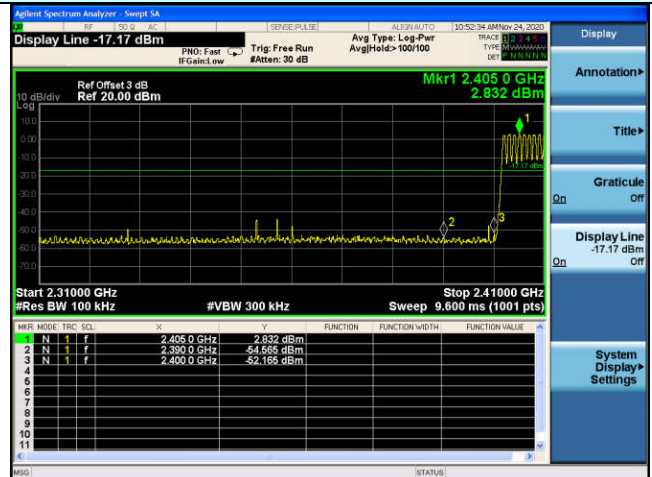 Agilent Spectrum Analyzer - Swept SA
RF 50 Ω AC SENSE:PULSE ALIGNAUTO 10:52:34 AM Nov 24, 2020
Display Line -17.17 dBm
PNO: Fast
IFGain:Low
Trig: Free Run
#Atten: 30 dB
Avg Type: Log-Pwr
Avg|Hold:>100/100
TRACE 1 2 3 4 5 6
TYPE M
DET P N N N N N
Mkr1 2.405 0 GHz
2.832 dBm
Ref Offset 3 dB
Ref 20.00 dBm
10 dB/div
Log
10.0
0.00
-10.0
-20.0
-30.0
-40.0
-50.0
-60.0
-70.0
1
-17.17 dBm
2
3
Start 2.31000 GHz
Stop 2.41000 GHz
#Res BW 100 kHz
#VBW 300 kHz
Sweep 9.600 ms (1001 pts)
MKR MODE TRC SCL X Y FUNCTION FUNCTION WIDTH FUNCTION VALUE
1 N 1 f 2.405 0 GHz 2.832 dBm
2 N 1 f 2.390 0 GHz -54.565 dBm
3 N 1 f 2.400 0 GHz -52.165 dBm
4
5
6
7
8
9
10
11
MSG
STATUS
Display
Annotation
Title
Graticule
On Off
Display Line
-17.17 dBm
On Off
System
Display
Settings